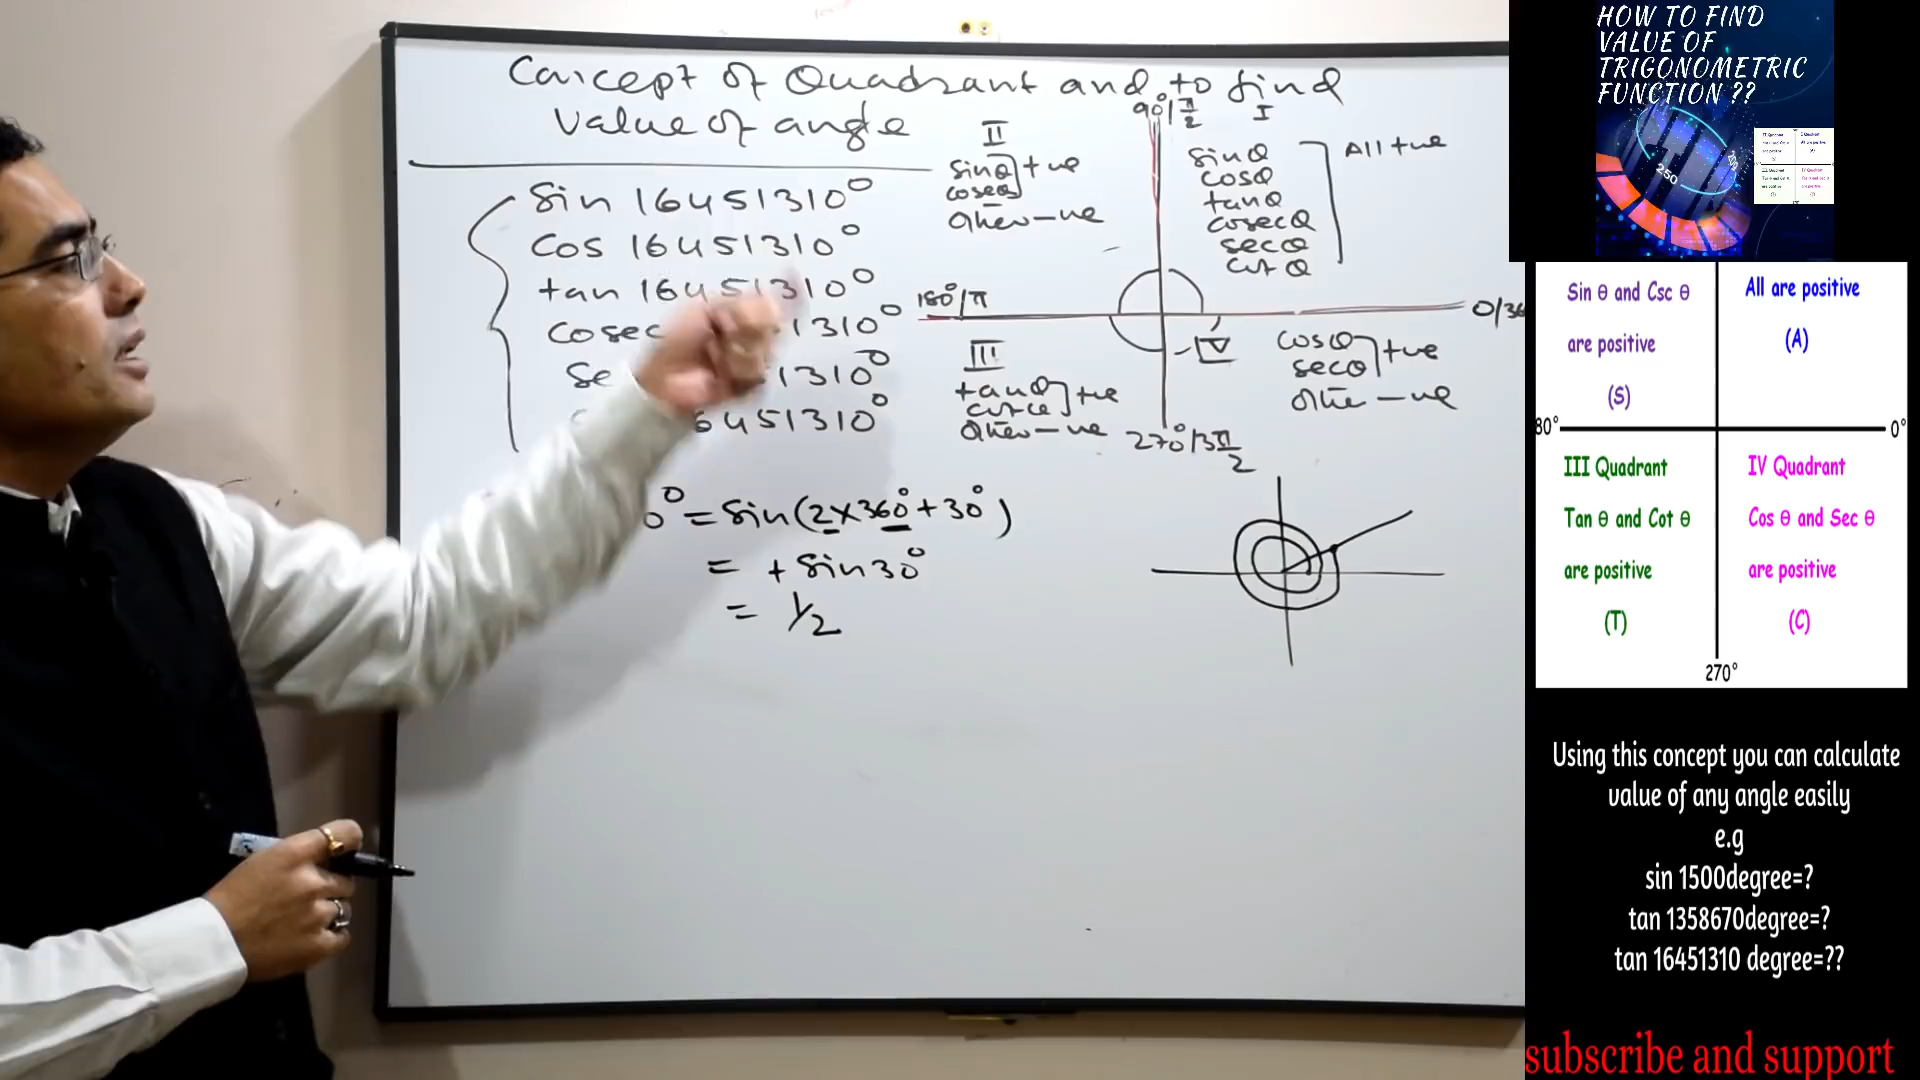 Concept of Quadrant and to find
Value of angle
Sin 16451310°
Cos 16451310°
tan 16451310°
Cosec 1310°
Se 1310°
6451310°
II
Sinθ
cosecθ
+ve
other -ve
90°/π/2
I
Sinθ
Cosθ
tanθ
Cosecθ
Secθ
Cotθ
All +ve
180°/π
0/36
III
tanθ
+ve
other -ve
270°/3π/2
IV
Cosθ
Secθ
+ve
other -ve
0° = Sin(2×360°+30°)
= + Sin30°
= 1/2
HOW TO FIND
VALUE OF
TRIGONOMETRIC
FUNCTION ??
250
Sin θ and Csc θ
are positive
(S)
All are positive
(A)
80°
0°
III Quadrant
Tan θ and Cot θ
are positive
(T)
IV Quadrant
Cos θ and Sec θ
are positive
(C)
270°
Using this concept you can calculate
value of any angle easily
e.g
sin 1500degree=?
tan 1358670degree=?
tan 16451310 degree=??
subscribe and support